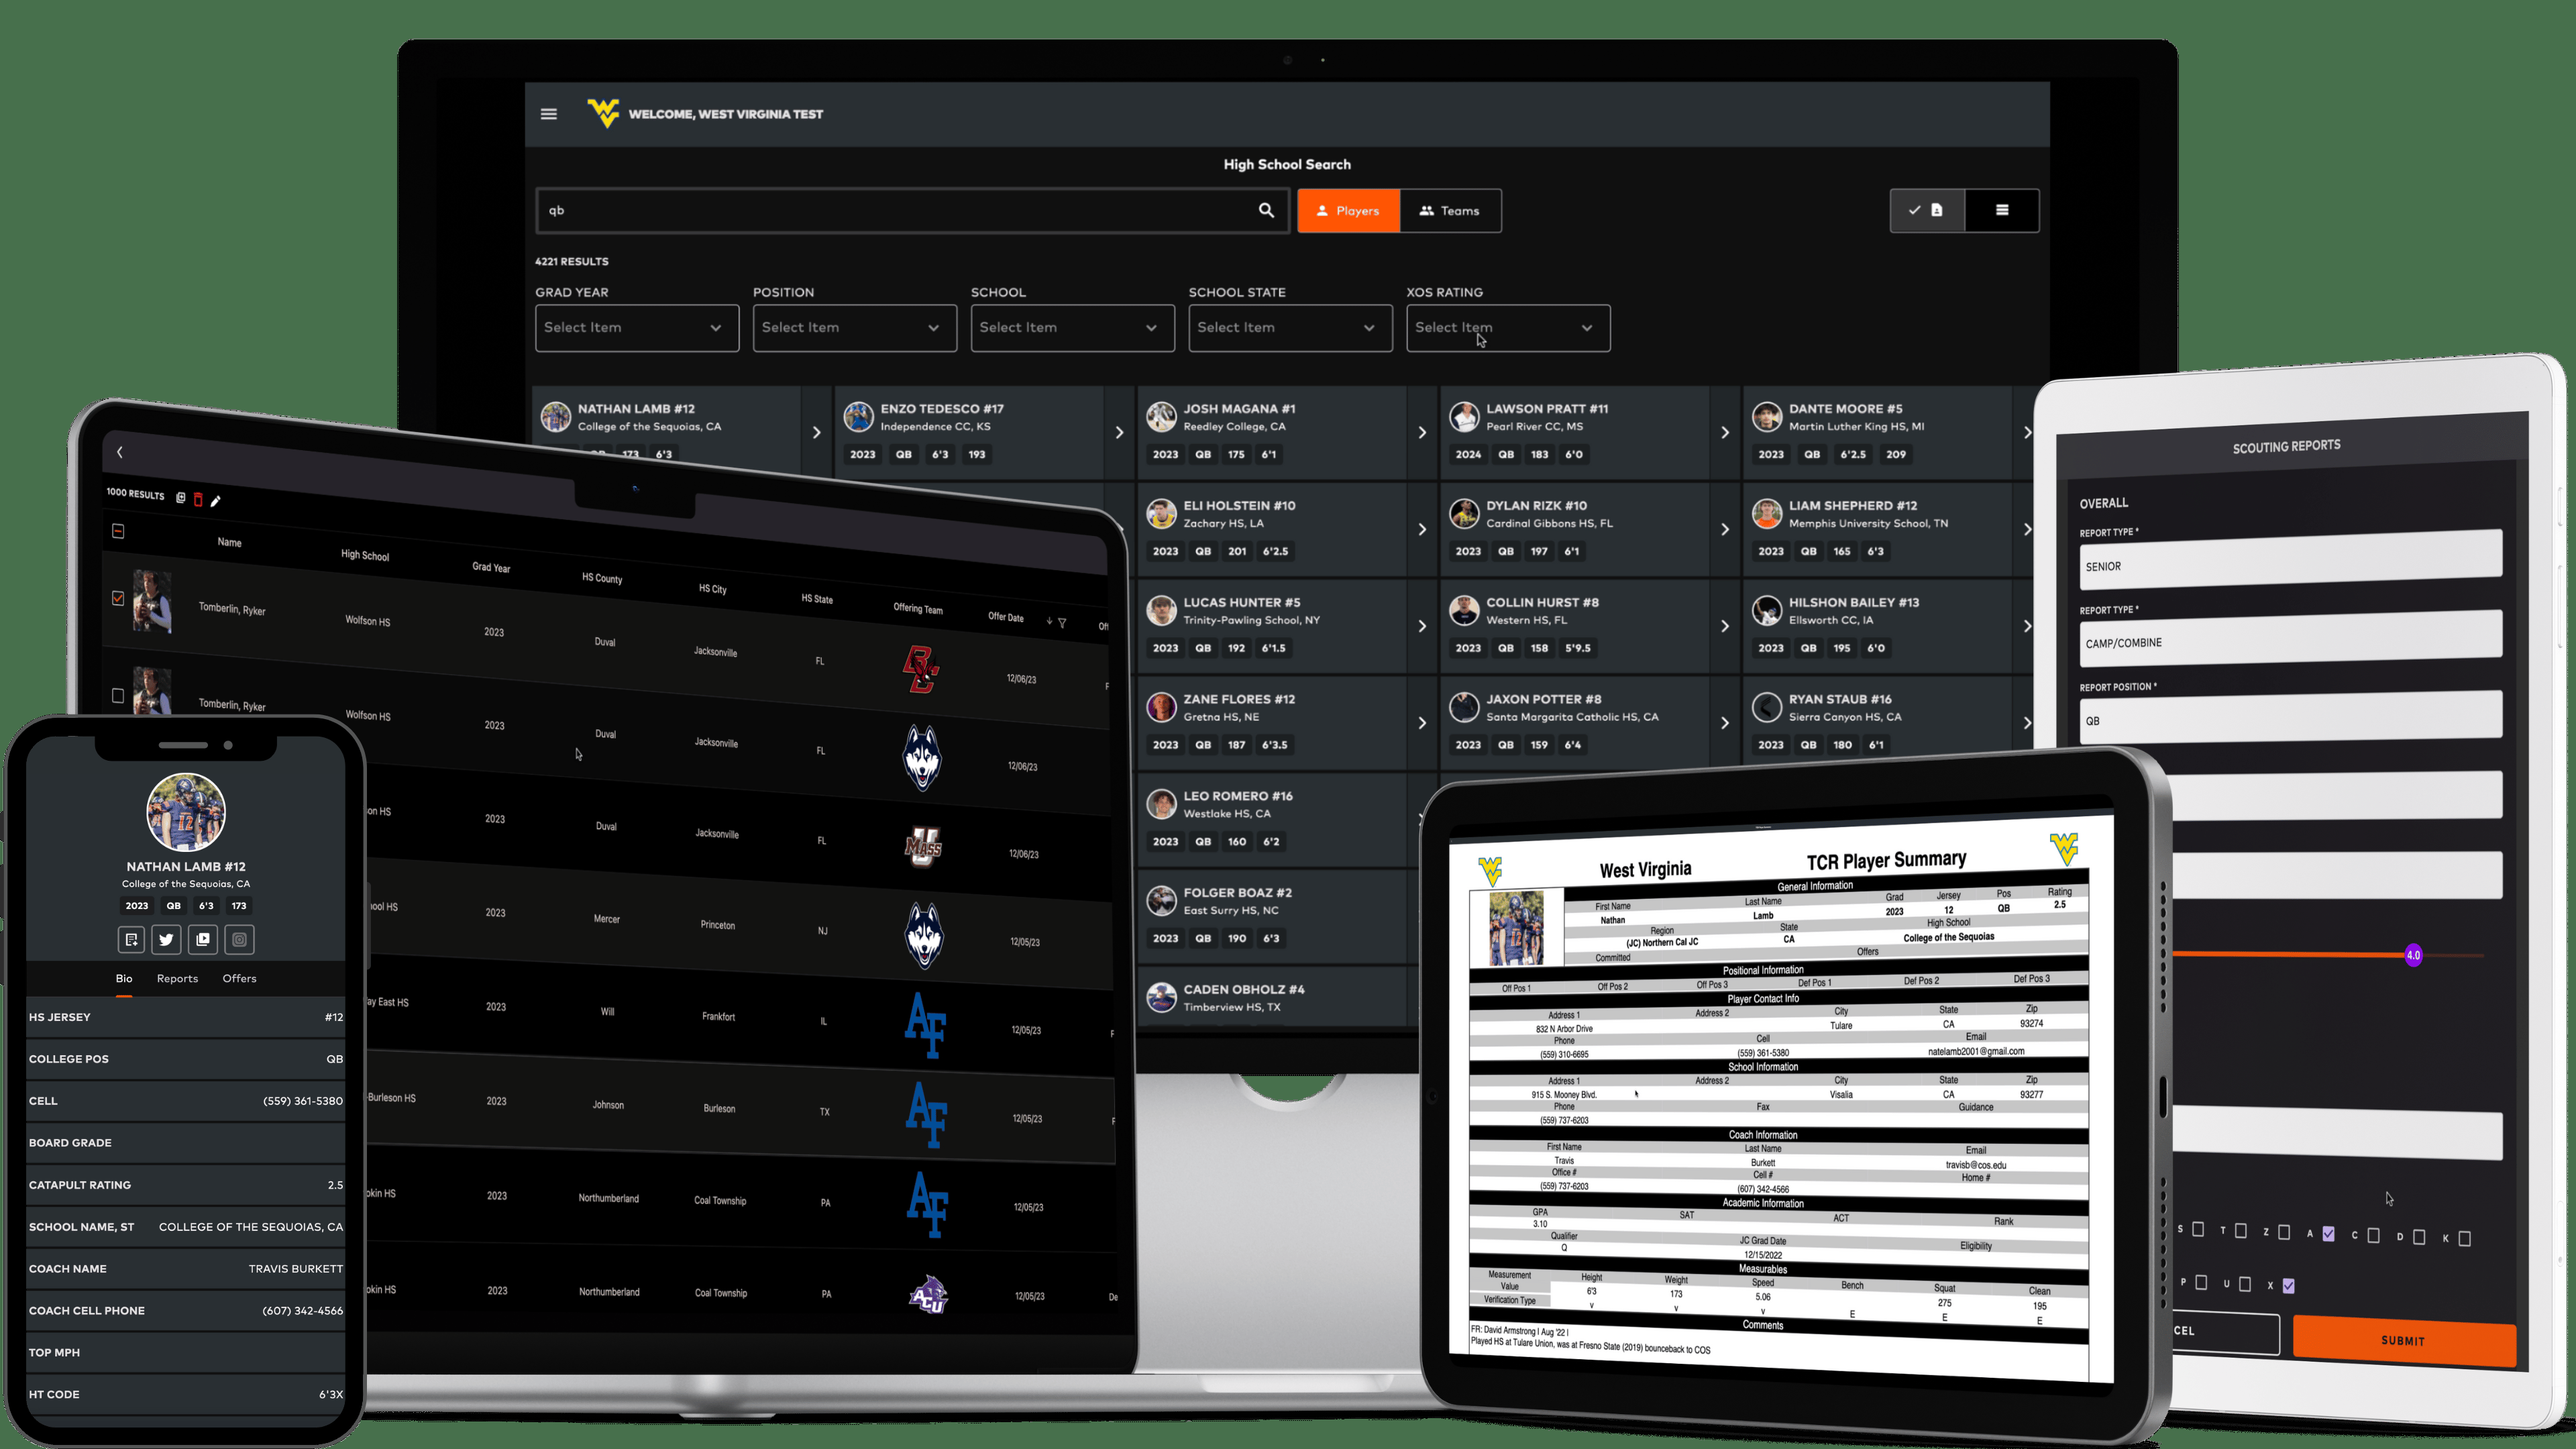 WELCOME, WEST VIRGINIA TEST
High School Search
qb
Players
Teams
4221 RESULTS
GRAD YEAR
POSITION
SCHOOL
SCHOOL STATE
XOS RATING
Select Item
Select Item
Select Item
Select Item
Select Item
NATHAN LAMB #12
College of the Sequoias, CA
QB 173 6'3
ENZO TEDESCO #17
Independence CC, KS
2023 QB 6'3 193
JOSH MAGANA #1
Reedley College, CA
2023 QB 175 6'1
LAWSON PRATT #11
Pearl River CC, MS
2024 QB 183 6'0
DANTE MOORE #5
Martin Luther King HS, MI
2023 QB 6'2.5 209
ELI HOLSTEIN #10
Zachary HS, LA
2023 QB 201 6'2.5
DYLAN RIZK #10
Cardinal Gibbons HS, FL
2023 QB 197 6'1
LIAM SHEPHERD #12
Memphis University School, TN
2023 QB 165 6'3
LUCAS HUNTER #5
Trinity-Pawling School, NY
2023 QB 192 6'1.5
COLLIN HURST #8
Western HS, FL
2023 QB 158 5'9.5
HILSHON BAILEY #13
Ellsworth CC, IA
2023 QB 195 6'0
ZANE FLORES #12
Gretna HS, NE
2023 QB 187 6'3.5
JAXON POTTER #8
Santa Margarita Catholic HS, CA
2023 QB 159 6'4
RYAN STAUB #16
Sierra Canyon HS, CA
2023 QB 180 6'1
LEO ROMERO #16
Westlake HS, CA
2023 QB 160 6'2
FOLGER BOAZ #2
East Surry HS, NC
2023 QB 190 6'3
CADEN OBHOLZ #4
Timberview HS, TX
1000 RESULTS
Name High School Grad Year HS County HS City HS State Offering Team Offer Date Off
Tomberlin, Ryker Wolfson HS 2023 Duval Jacksonville FL BC 12/06/23 F
Tomberlin, Ryker Wolfson HS 2023 Duval Jacksonville FL 12/06/23
on HS 2023 Duval Jacksonville FL U MASS 12/06/23
ool HS 2023 Mercer Princeton NJ 12/05/23
ay East HS 2023 Will Frankfort IL AF 12/05/23 F
-Burleson HS 2023 Johnson Burleson TX AF 12/05/23 F
okin HS 2023 Northumberland Coal Township PA AF 12/05/23
okin HS 2023 Northumberland Coal Township PA ACU 12/05/23 De
12
NATHAN LAMB #12
College of the Sequoias, CA
2023 QB 6'3 173
Bio Reports Offers
HS JERSEY #12
COLLEGE POS QB
CELL (559) 361-5380
BOARD GRADE
CATAPULT RATING 2.5
SCHOOL NAME, ST COLLEGE OF THE SEQUOIAS, CA
COACH NAME TRAVIS BURKETT
COACH CELL PHONE (607) 342-4566
TOP MPH
HT CODE 6'3X
West Virginia TCR Player Summary
General Information
First Name Last Name Grad Jersey Pos Rating
Nathan Lamb 2023 12 QB 2.5
Region State High School
(JC) Northern Cal JC CA College of the Sequoias
Committed Offers
Positional Information
Off Pos 1 Off Pos 2 Off Pos 3 Def Pos 1 Def Pos 2 Def Pos 3
Player Contact Info
Address 1 Address 2 City State Zip
832 N Arbor Drive Tulare CA 93274
Phone Cell Email
(559) 310-6695 (559) 361-5380 natelamb2001@gmail.com
School Information
Address 1 Address 2 City State Zip
915 S. Mooney Blvd. Visalia CA 93277
Phone Fax Guidance
(559) 737-6203
Coach Information
First Name Last Name Email
Travis Burkett travisb@cos.edu
Office # Cell # Home #
(559) 737-6203 (607) 342-4566
Academic Information
GPA SAT ACT Rank
3.10
Qualifier JC Grad Date Eligibility
Q 12/15/2022
Measurables
Measurement Height Weight Speed Bench Squat Clean
Value 6'3 173 5.06 275 195
Verification Type V V V E E E
Comments
FR: David Armstrong I Aug '22 I
Played HS at Tulare Union, was at Fresno State (2019) bounceback to COS
SCOUTING REPORTS
OVERALL
REPORT TYPE *
SENIOR
REPORT TYPE *
CAMP/COMBINE
REPORT POSITION *
QB
4.0
S T Z A C D K
P U X
CEL
SUBMIT